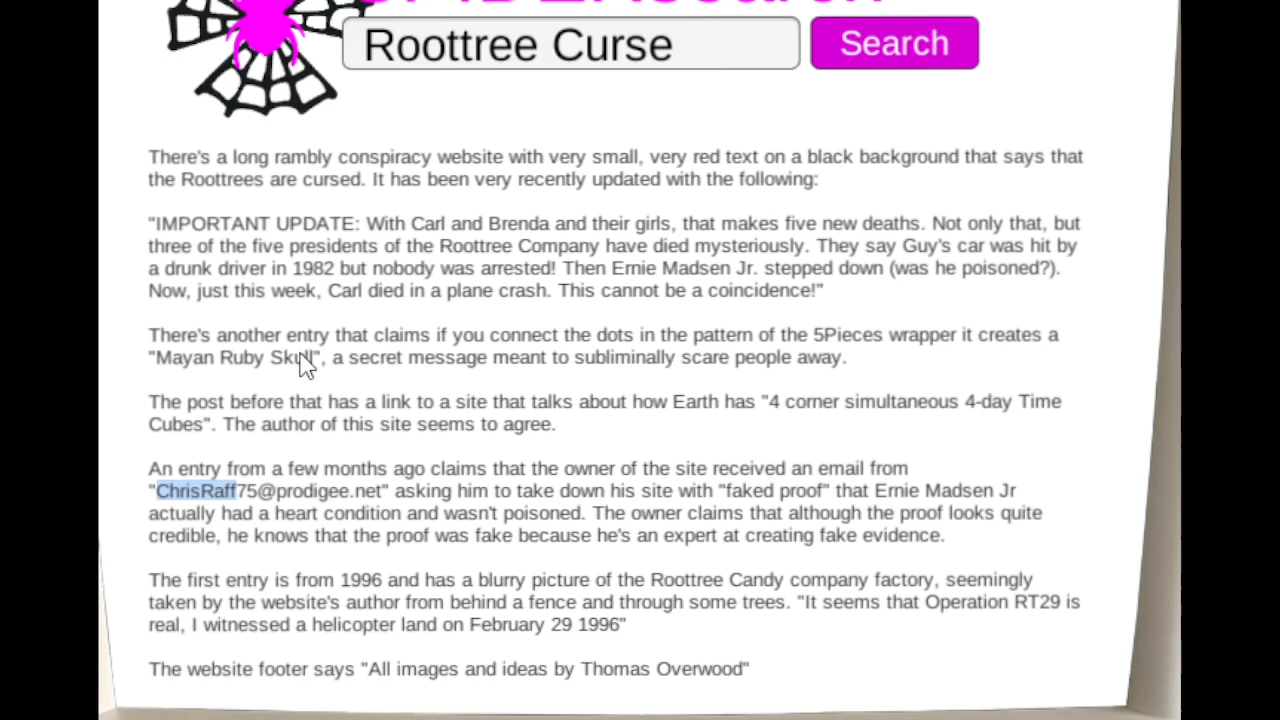 Roottree Curse
Search
There's a long rambly conspiracy website with very small, very red text on a black background that says that
the Roottrees are cursed. It has been very recently updated with the following:
"IMPORTANT UPDATE: With Carl and Brenda and their girls, that makes five new deaths. Not only that, but
three of the five presidents of the Roottree Company have died mysteriously. They say Guy's car was hit by
a drunk driver in 1982 but nobody was arrested! Then Ernie Madsen Jr. stepped down (was he poisoned?).
Now, just this week, Carl died in a plane crash. This cannot be a coincidence!"
There's another entry that claims if you connect the dots in the pattern of the 5Pieces wrapper it creates a
"Mayan Ruby Skull", a secret message meant to subliminally scare people away.
The post before that has a link to a site that talks about how Earth has "4 corner simultaneous 4-day Time
Cubes". The author of this site seems to agree.
An entry from a few months ago claims that the owner of the site received an email from
"ChrisRaff75@prodigee.net" asking him to take down his site with "faked proof" that Ernie Madsen Jr
actually had a heart condition and wasn't poisoned. The owner claims that although the proof looks quite
credible, he knows that the proof was fake because he's an expert at creating fake evidence.
The first entry is from 1996 and has a blurry picture of the Roottree Candy company factory, seemingly
taken by the website's author from behind a fence and through some trees. "It seems that Operation RT29 is
real, I witnessed a helicopter land on February 29 1996"
The website footer says "All images and ideas by Thomas Overwood"